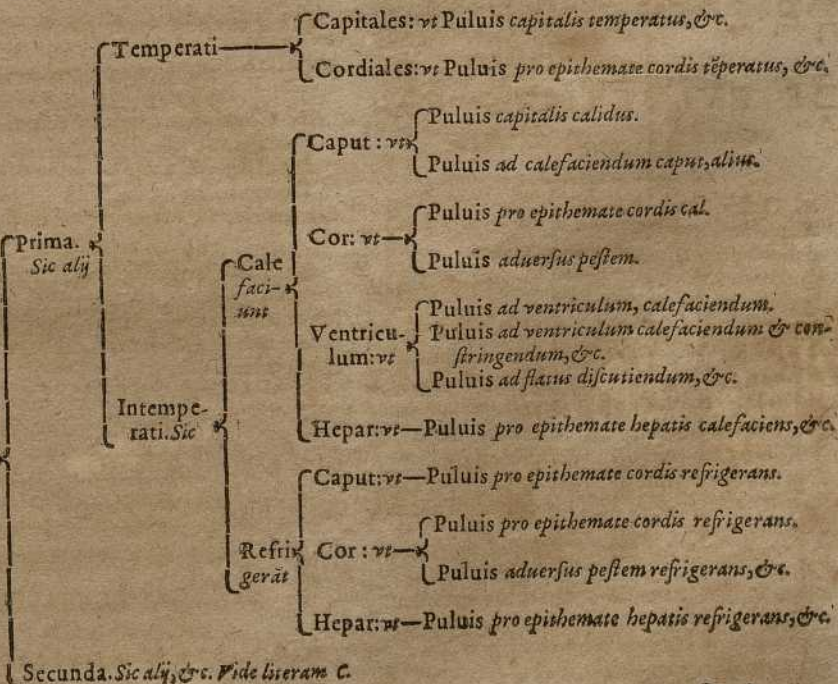 Capitales: vt Puluis capitalis temperatus, &c.
Temperati
Cordiales: vt Puluis pro epithemate cordis tẽperatus, &c.
Puluis capitalis calidus.
Caput: vt
Puluis ad calefaciendum caput, alius.
Puluis pro epithemate cordis cal.
Prima.
Sic alij
Cor: vt
Cale
faci-
unt
Puluis aduerſus peſtem.
Puluis ad ventriculum, calefaciendum.
Ventricu-
lum: vt
Puluis ad ventriculum calefaciendum & con-
ſtringendum, &c.
Puluis ad flatus diſcutiendum, &c.
Intempe-
rati. Sic
Hepar: vt—Puluis pro epithemate hepatis calefaciens, &c.
Caput: vt—Puluis pro epithemate cordis refrigerans.
Puluis pro epithemate cordis refrigerans.
Refri
gerãt
Cor: vt
Puluis aduerſus peſtem refrigerans, &c.
Hepar: vt—Puluis pro epithemate hepatis refrigerans, &c.
Secunda. Sic alij, &c. Vide literam C.